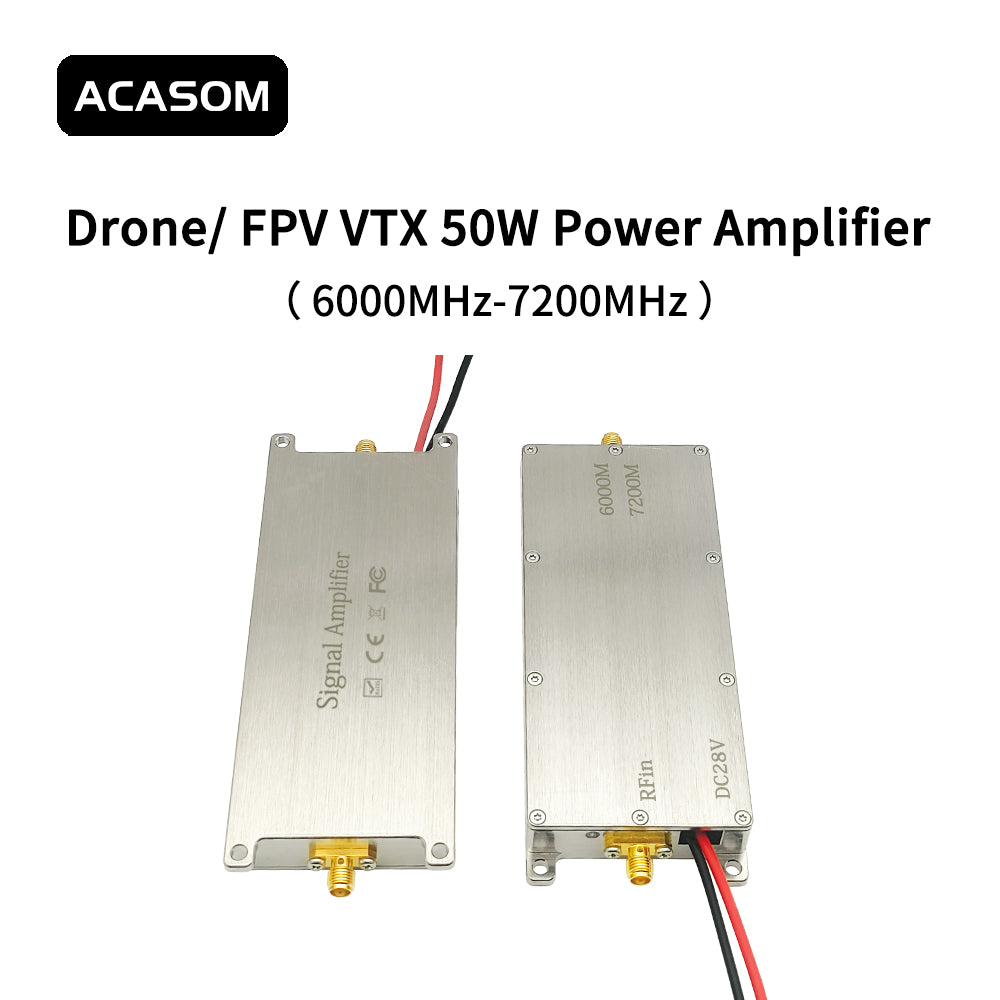 ACASOM
Drone/ FPV VTX 50W Power Amplifier
( 6000MHz-7200MHz )
Signal Amplifier
CE FC
6000M
7200M
RFin
DC28V